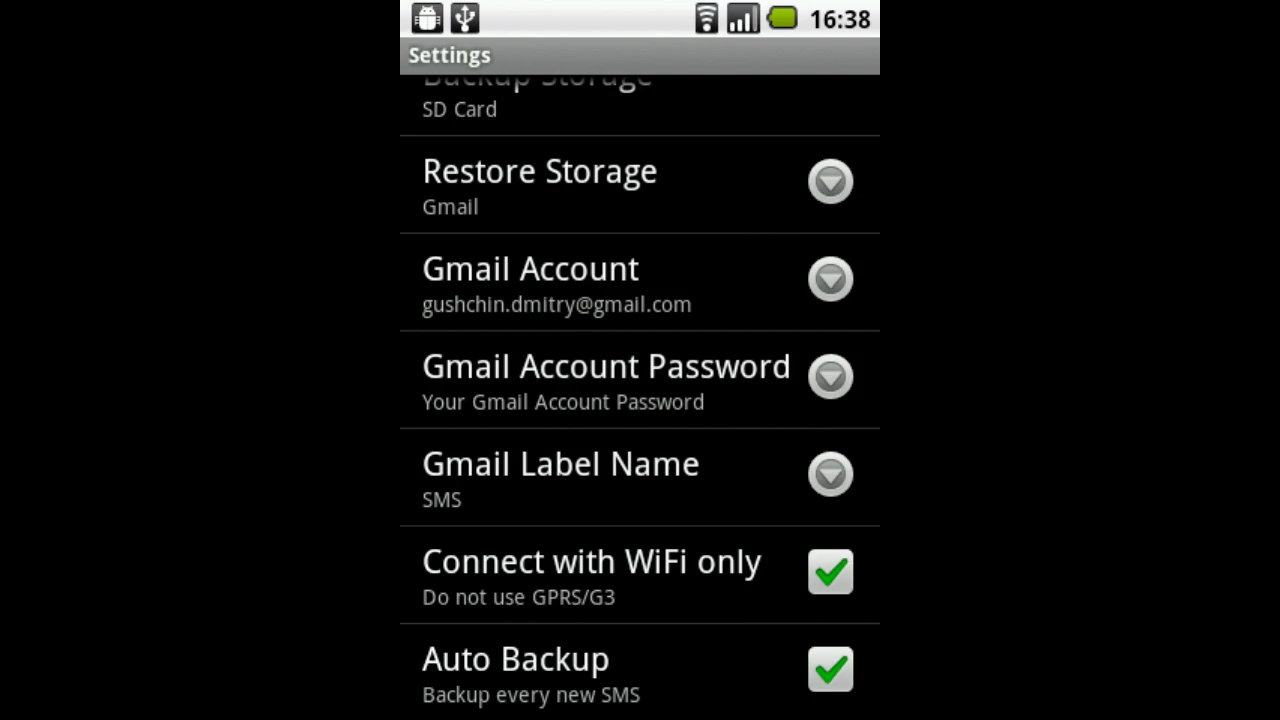 16:38
Settings
Backup Storage
SD Card
Restore Storage
Gmail
Gmail Account
gushchin.dmitry@gmail.com
Gmail Account Password
Your Gmail Account Password
Gmail Label Name
SMS
Connect with WiFi only
Do not use GPRS/G3
Auto Backup
Backup every new SMS